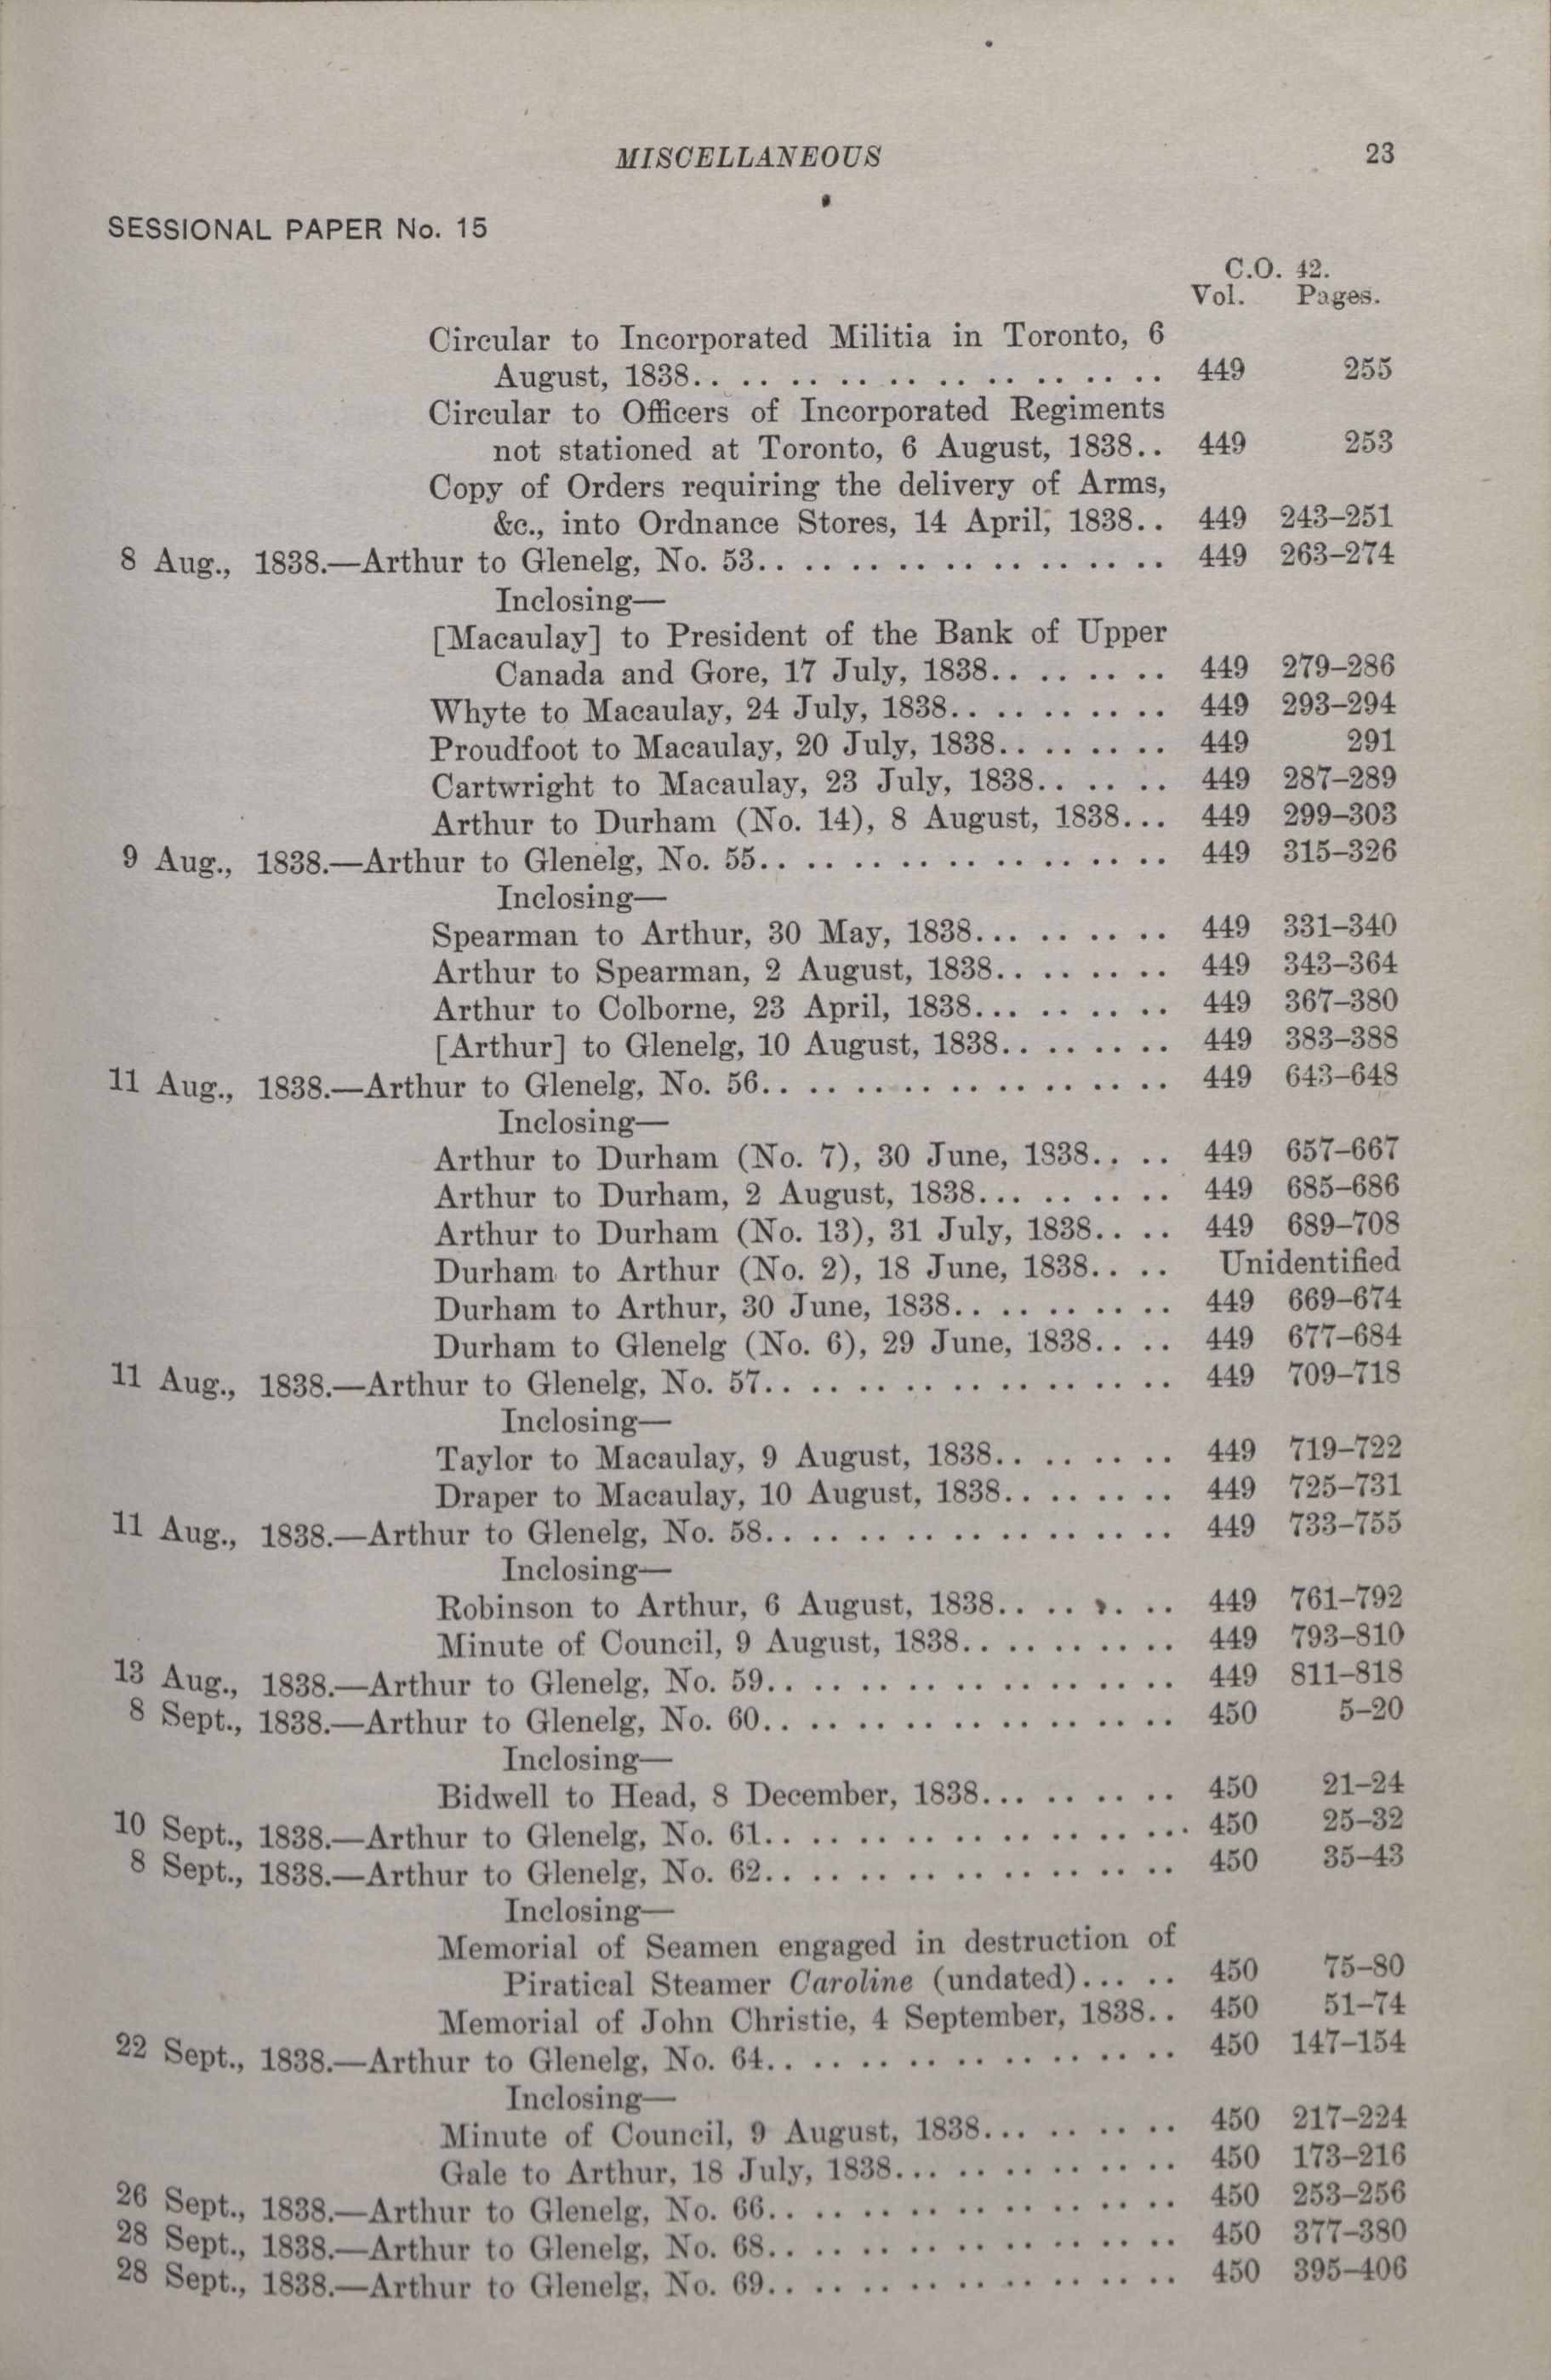 MISCELLANEOUS 23
SESSIONAL PAPER No. 15
C.O. 42.
Vol. Pages.
Circular to Incorporated Militia in Toronto, 6
August, 1838.. .. .. .. .. .. .. .. .. .. 449 255
Circular to Officers of Incorporated Regiments
not stationed at Toronto, 6 August, 1838.. 449 253
Copy of Orders requiring the delivery of Arms,
&c., into Ordnance Stores, 14 April, 1838.. 449 243–251
8 Aug., 1838.—Arthur to Glenelg, No. 53.. .. .. .. .. .. .. .. .. 449 263–274
Inclosing—
[Macaulay] to President of the Bank of Upper
Canada and Gore, 17 July, 1838.. .. .. .. 449 279–286
Whyte to Macaulay, 24 July, 1838.. .. .. .. .. 449 293–294
Proudfoot to Macaulay, 20 July, 1838.. .. .. .. 449 291
Cartwright to Macaulay, 23 July, 1838.. .. .. 449 287–289
Arthur to Durham (No. 14), 8 August, 1838... 449 299–303
9 Aug., 1838.—Arthur to Glenelg, No. 55.. .. .. .. .. .. .. .. .. 449 315–326
Inclosing—
Spearman to Arthur, 30 May, 1838... .. .. .. .. 449 331–340
Arthur to Spearman, 2 August, 1838.. .. .. .. 449 343–364
Arthur to Colborne, 23 April, 1838... .. .. .. .. 449 367–380
[Arthur] to Glenelg, 10 August, 1838.. .. .. .. 449 383–388
11 Aug., 1838.—Arthur to Glenelg, No. 56.. .. .. .. .. .. .. .. .. 449 643–648
Inclosing—
Arthur to Durham (No. 7), 30 June, 1838.. .. 449 657–667
Arthur to Durham, 2 August, 1838... .. .. .. .. 449 685–686
Arthur to Durham (No. 13), 31 July, 1838.. .. 449 689–708
Durham to Arthur (No. 2), 18 June, 1838.. .. Unidentified
Durham to Arthur, 30 June, 1838.. .. .. .. .. 449 669–674
Durham to Glenelg (No. 6), 29 June, 1838.. .. 449 677–684
11 Aug., 1838.—Arthur to Glenelg, No. 57.. .. .. .. .. .. .. .. .. 449 709–718
Inclosing—
Taylor to Macaulay, 9 August, 1838.. .. .. .. 449 719–722
Draper to Macaulay, 10 August, 1838.. .. .. .. 449 725–731
11 Aug., 1838.—Arthur to Glenelg, No. 58.. .. .. .. .. .. .. .. .. 449 733–755
Inclosing—
Robinson to Arthur, 6 August, 1838.. .. .. .. 449 761–792
Minute of Council, 9 August, 1838.. .. .. .. .. 449 793–810
13 Aug., 1838.—Arthur to Glenelg, No. 59.. .. .. .. .. .. .. .. .. 449 811–818
8 Sept., 1838.—Arthur to Glenelg, No. 60.. .. .. .. .. .. .. .. .. 450 5–20
Inclosing—
Bidwell to Head, 8 December, 1838... .. .. .. .. 450 21–24
10 Sept., 1838.—Arthur to Glenelg, No. 61.. .. .. .. .. .. .. .. ... 450 25–32
8 Sept., 1838.—Arthur to Glenelg, No. 62.. .. .. .. .. .. .. .. .. 450 35–43
Inclosing—
Memorial of Seamen engaged in destruction of
Piratical Steamer Caroline (undated)... .. .. 450 75–80
Memorial of John Christie, 4 September, 1838.. 450 51–74
22 Sept., 1838.—Arthur to Glenelg, No. 64.. .. .. .. .. .. .. .. .. 450 147–154
Inclosing—
Minute of Council, 9 August, 1838... .. .. .. .. 450 217–224
Gale to Arthur, 18 July, 1838... .. .. .. .. .. 450 173–216
26 Sept., 1838.—Arthur to Glenelg, No. 66.. .. .. .. .. .. .. .. .. 450 253–256
28 Sept., 1838.—Arthur to Glenelg, No. 68.. .. .. .. .. .. .. .. .. 450 377–380
28 Sept., 1838.—Arthur to Glenelg, No. 69.. .. .. .. .. .. .. .. .. 450 395–406